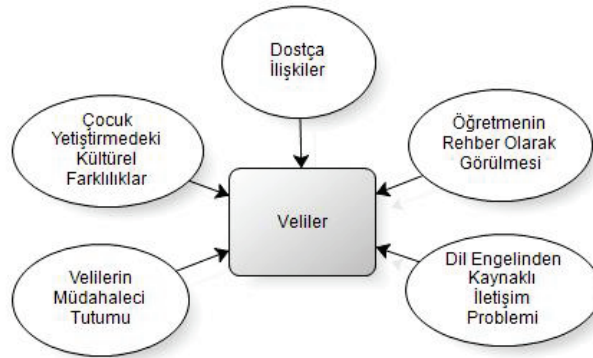 Dostça
İlişkiler
Çocuk
Yetiştirmedeki
Kültürel
Farklılıklar
Öğretmenin
Rehber Olarak
Görülmesi
Veliler
Velilerin
Müdahaleci
Tutumu
Dil Engelinden
Kaynaklı
İletişim
Problemi